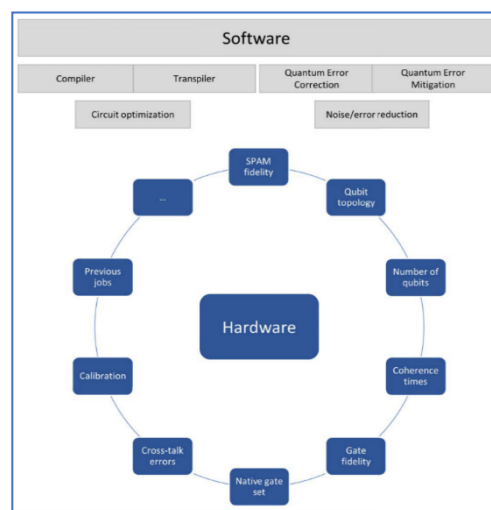 Software
Compiler
Transpiler
Quantum Error
Correction
Quantum Error
Mitigation
Circuit optimization
Noise/error reduction
SPAM
fidelity
...
Qubit
topology
Previous
jobs
Number of
qubits
Hardware
Calibration
Coherence
times
Cross-talk
errors
Gate
fidelity
Native gate
set